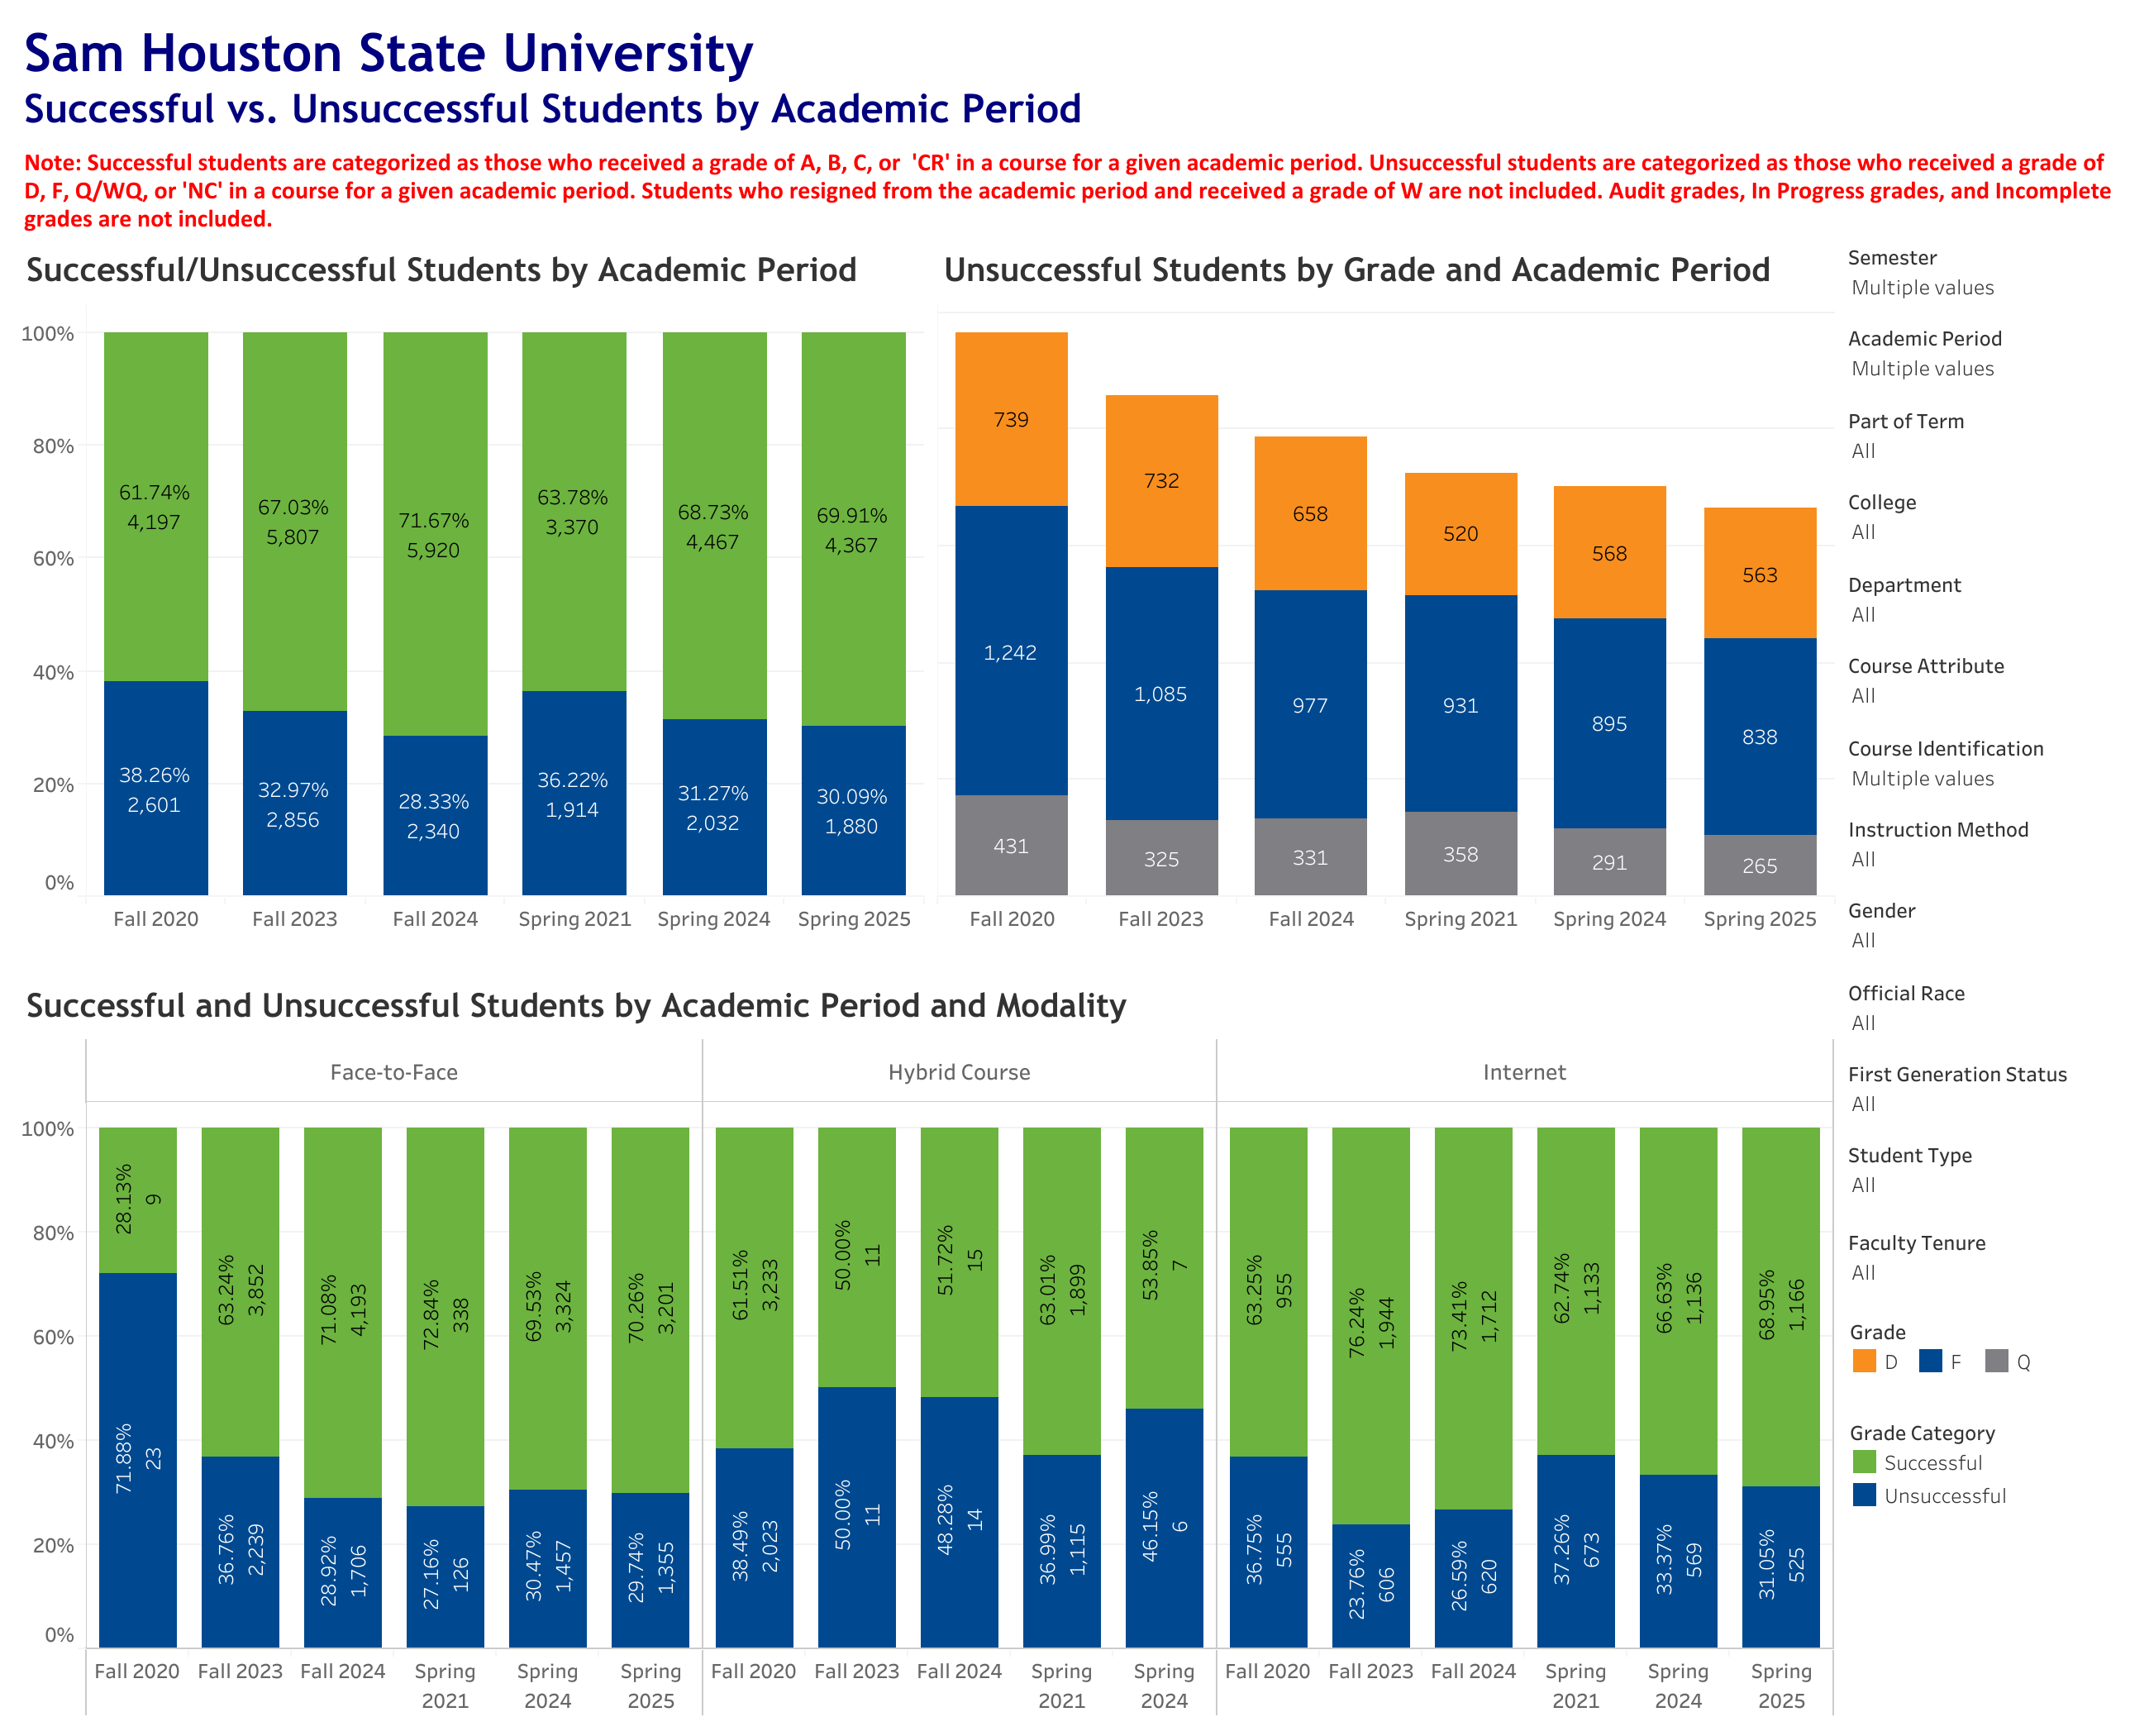 Sam Houston State University
Successful vs. Unsuccessful Students by Academic Period
Note: Successful students are categorized as those who received a grade of A, B, C, or 'CR' in a course for a given academic period. Unsuccessful students are categorized as those who received a grade of
D, F, Q/WQ, or 'NC' in a course for a given academic period. Students who resigned from the academic period and received a grade of W are not included. Audit grades, In Progress grades, and Incomplete
grades are not included.
Successful/Unsuccessful Students by Academic Period
100%
80%
60%
40%
20%
0%
61.74%
4,197
38.26%
2,601
67.03%
5,807
32.97%
2,856
71.67%
5,920
28.33%
2,340
63.78%
3,370
36.22%
1,914
68.73%
4,467
31.27%
2,032
69.91%
4,367
30.09%
1,880
Fall 2020
Fall 2023
Fall 2024
Spring 2021
Spring 2024
Spring 2025
Unsuccessful Students by Grade and Academic Period
739
1,242
431
732
1,085
325
658
977
331
520
931
358
568
895
291
563
838
265
Fall 2020
Fall 2023
Fall 2024
Spring 2021
Spring 2024
Spring 2025
Successful and Unsuccessful Students by Academic Period and Modality
Face-to-Face
Hybrid Course
Internet
100%
80%
60%
40%
20%
0%
28.13%
9
71.88%
23
63.24%
3,852
36.76%
2,239
71.08%
4,193
28.92%
1,706
72.84%
338
27.16%
126
69.53%
3,324
30.47%
1,457
70.26%
3,201
29.74%
1,355
61.51%
3,233
38.49%
2,023
50.00%
11
50.00%
11
51.72%
15
48.28%
14
63.01%
1,899
36.99%
1,115
53.85%
7
46.15%
6
63.25%
955
36.75%
555
76.24%
1,944
23.76%
606
73.41%
1,712
26.59%
620
62.74%
1,133
37.26%
673
66.63%
1,136
33.37%
569
68.95%
1,166
31.05%
525
Fall 2020
Fall 2023
Fall 2024
Spring
2021
Spring
2024
Spring
2025
Fall 2020
Fall 2023
Fall 2024
Spring
2021
Spring
2024
Fall 2020
Fall 2023
Fall 2024
Spring
2021
Spring
2024
Spring
2025
Semester
Multiple values
Academic Period
Multiple values
Part of Term
All
College
All
Department
All
Course Attribute
All
Course Identification
Multiple values
Instruction Method
All
Gender
All
Official Race
All
First Generation Status
All
Student Type
All
Faculty Tenure
All
Grade
D F Q
Grade Category
Successful
Unsuccessful